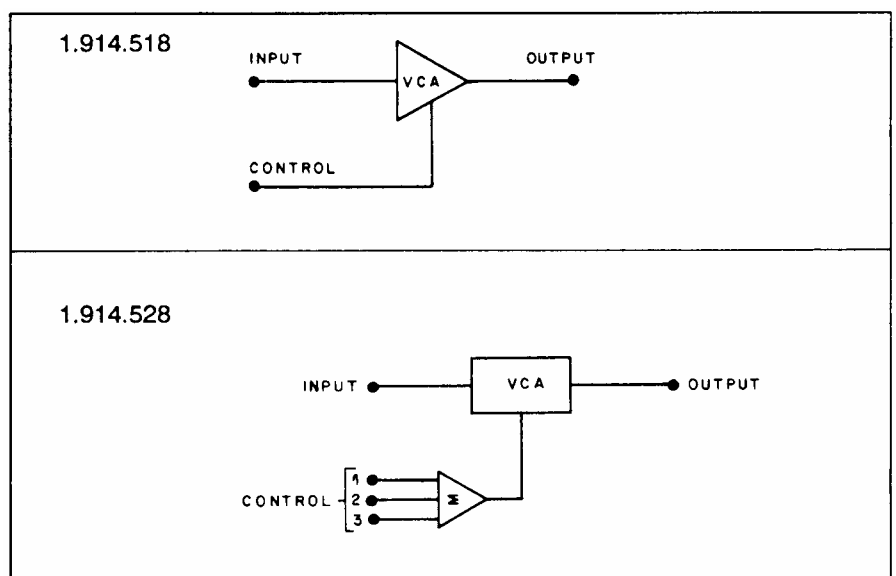 1.914.518
INPUT
OUTPUT
VCA
CONTROL
1.914.528
INPUT
VCA
OUTPUT
CONTROL
1
2
3
Σ